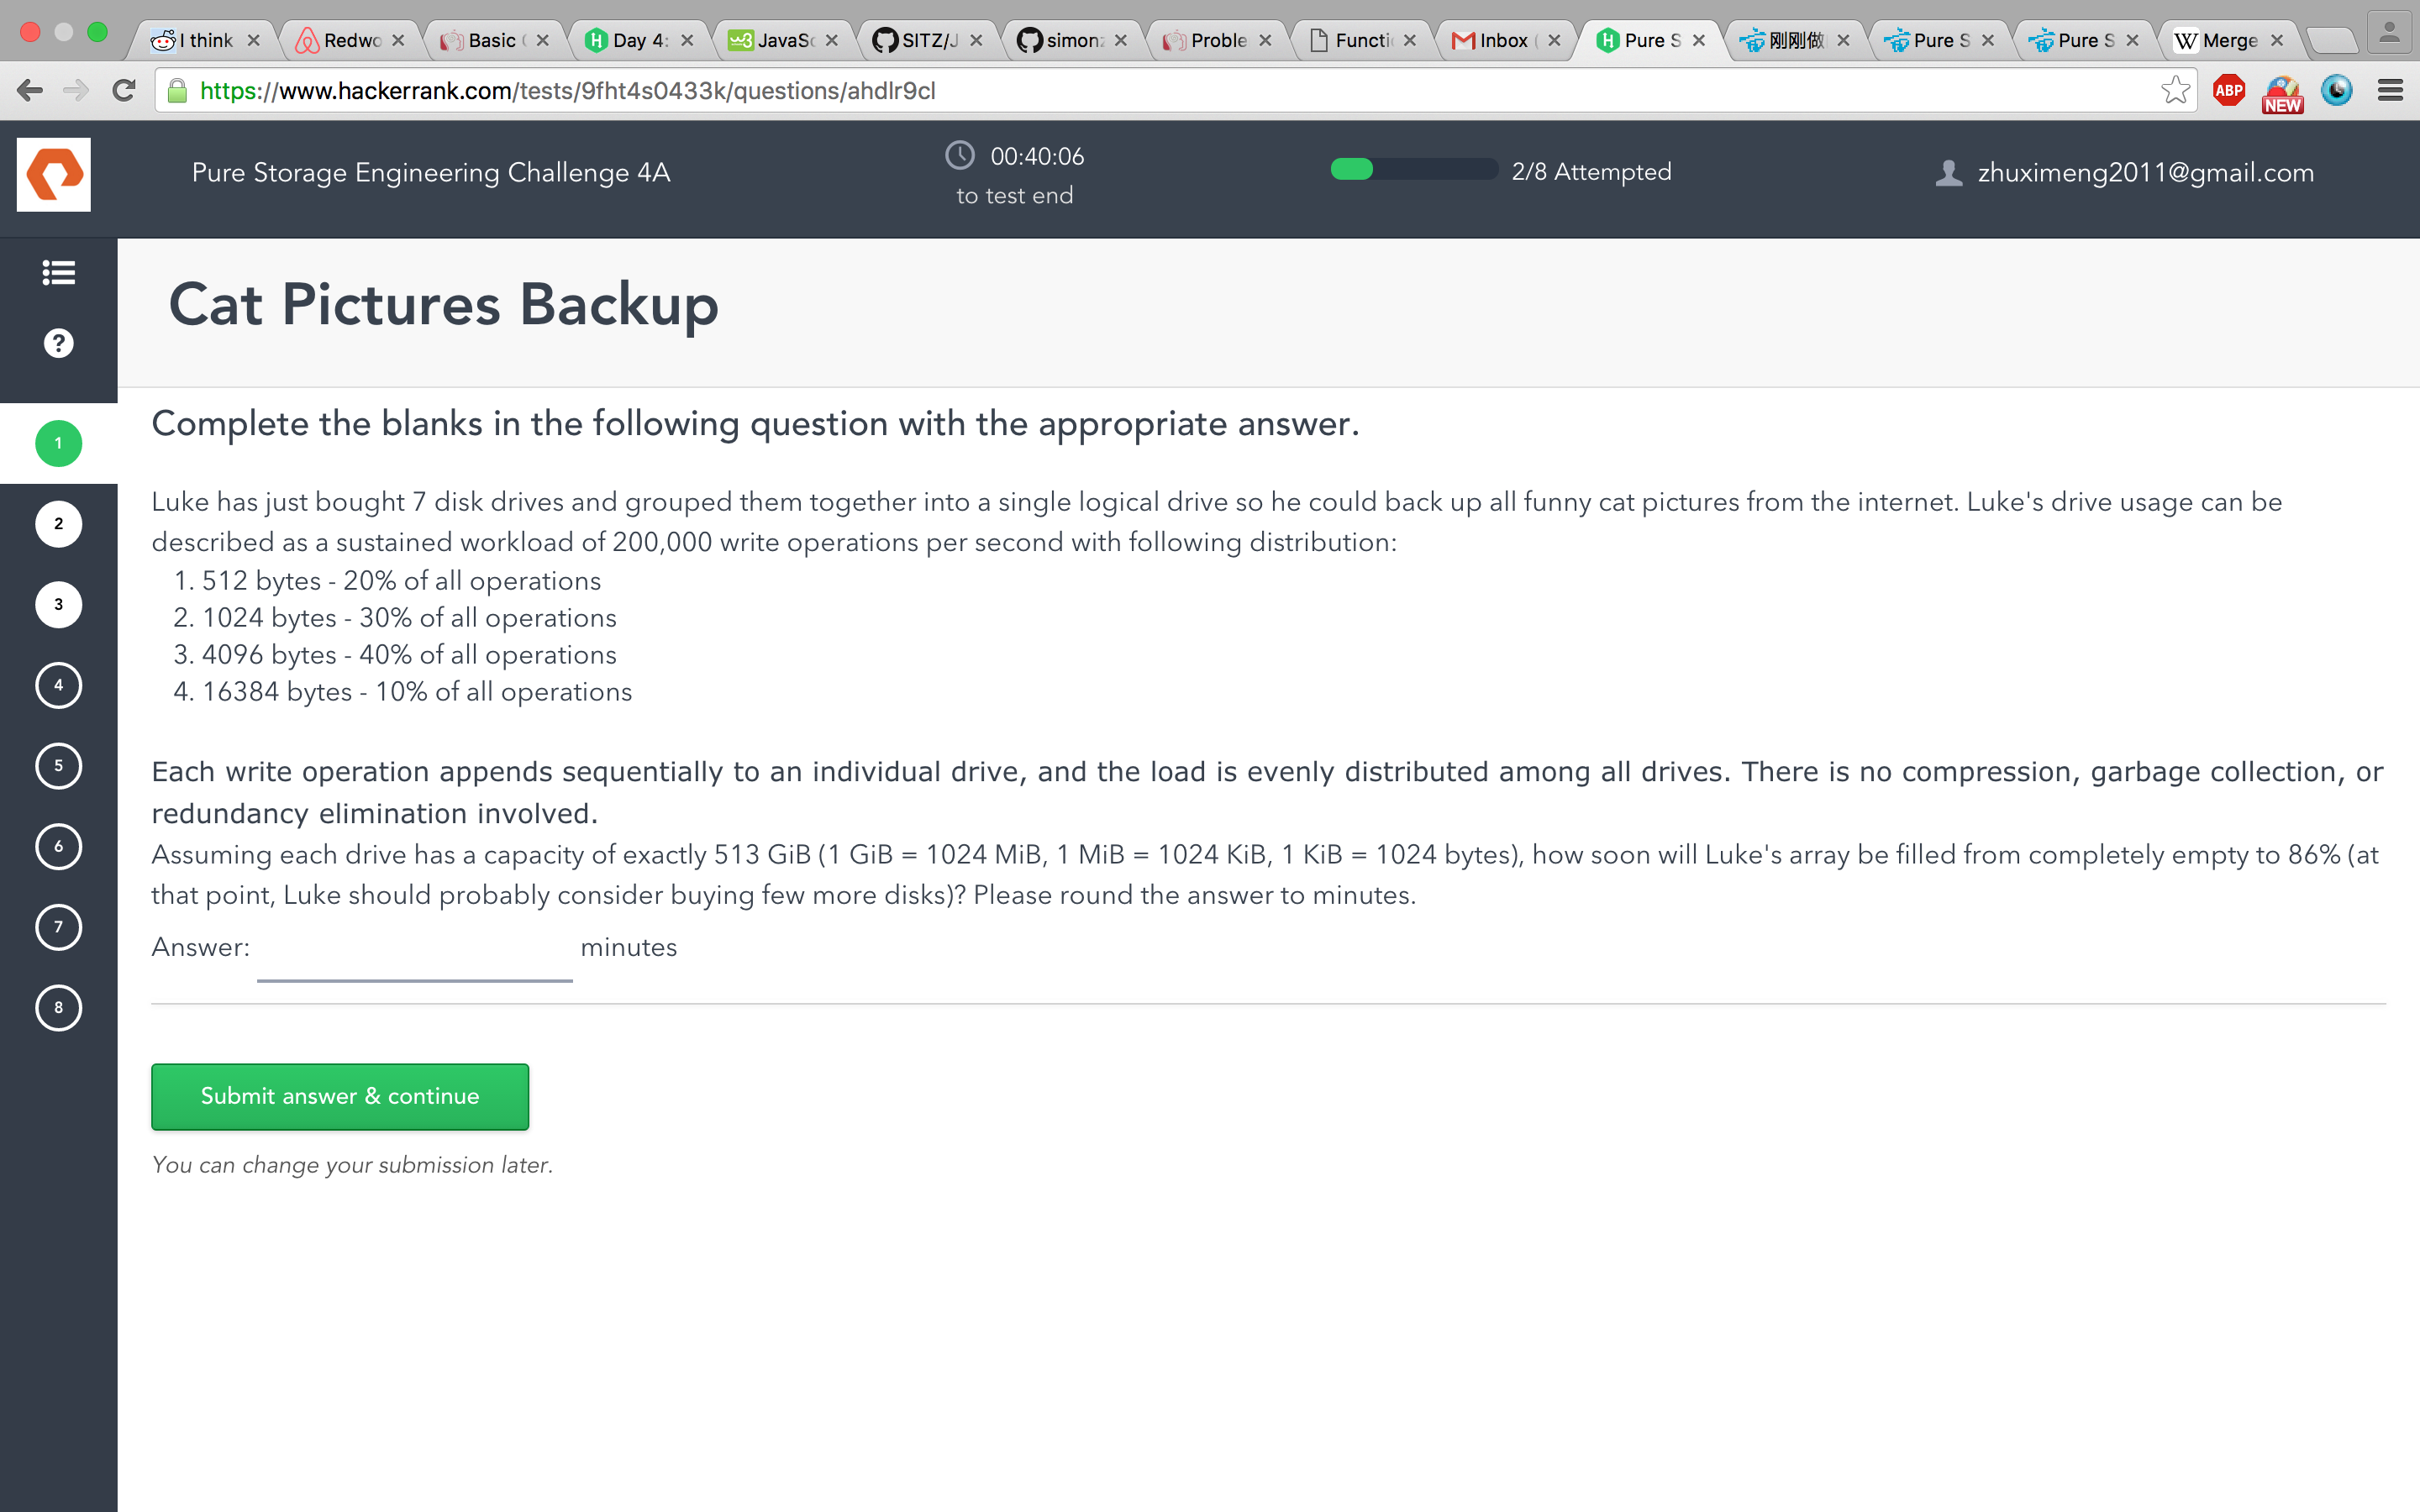 I think
Redwo
Basic
Day 4:
JavaSc
SITZ/J
simonz
Proble
Functi
Inbox (
Pure S
刚刚做
Pure S
Pure S
Merge
https://www.hackerrank.com/tests/9fht4s0433k/questions/ahdlr9cl
ABP
NEW
Pure Storage Engineering Challenge 4A
00:40:06
to test end
2/8 Attempted
zhuximeng2011@gmail.com
Cat Pictures Backup
Complete the blanks in the following question with the appropriate answer.
Luke has just bought 7 disk drives and grouped them together into a single logical drive so he could back up all funny cat pictures from the internet. Luke's drive usage can be
described as a sustained workload of 200,000 write operations per second with following distribution:
1. 512 bytes - 20% of all operations
2. 1024 bytes - 30% of all operations
3. 4096 bytes - 40% of all operations
4. 16384 bytes - 10% of all operations
Each write operation appends sequentially to an individual drive, and the load is evenly distributed among all drives. There is no compression, garbage collection, or
redundancy elimination involved.
Assuming each drive has a capacity of exactly 513 GiB (1 GiB = 1024 MiB, 1 MiB = 1024 KiB, 1 KiB = 1024 bytes), how soon will Luke's array be filled from completely empty to 86% (at
that point, Luke should probably consider buying few more disks)? Please round the answer to minutes.
Answer: minutes
Submit answer & continue
You can change your submission later.
?
1
2
3
4
5
6
7
8